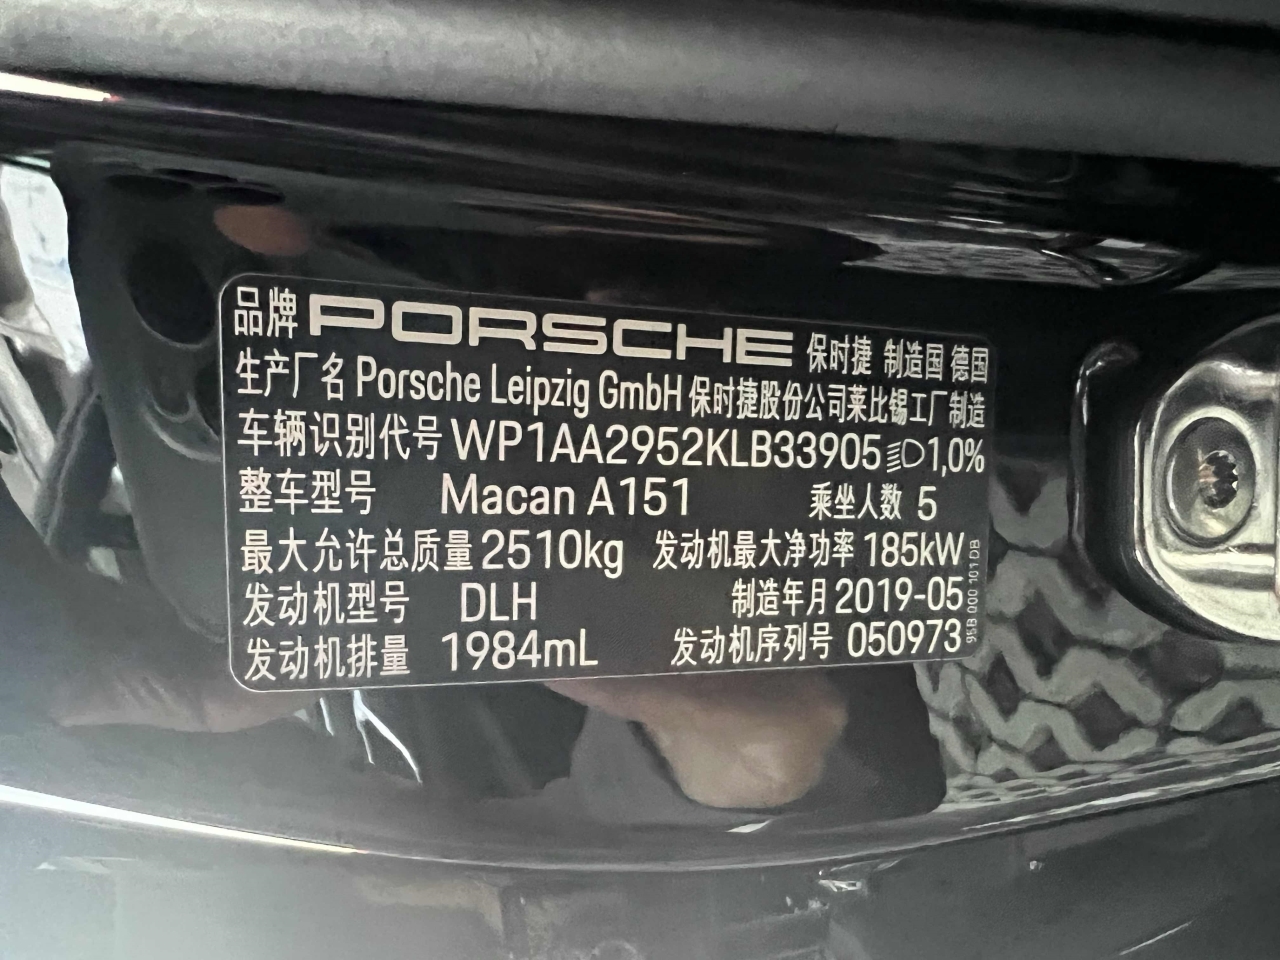 品牌 PORSCHE 保时捷 制造国 德国
生产厂名 Porsche Leipzig GmbH 保时捷股份公司莱比锡工厂制造
车辆识别代号 WP1AA2952KLB33905 1,0%
整车型号 Macan A151 乘坐人数 5
最大允许总质量 2510kg 发动机最大净功率 185kW
发动机型号 DLH 制造年月 2019-05
发动机排量 1984mL 发动机序列号 050973
95B 000 101 DB